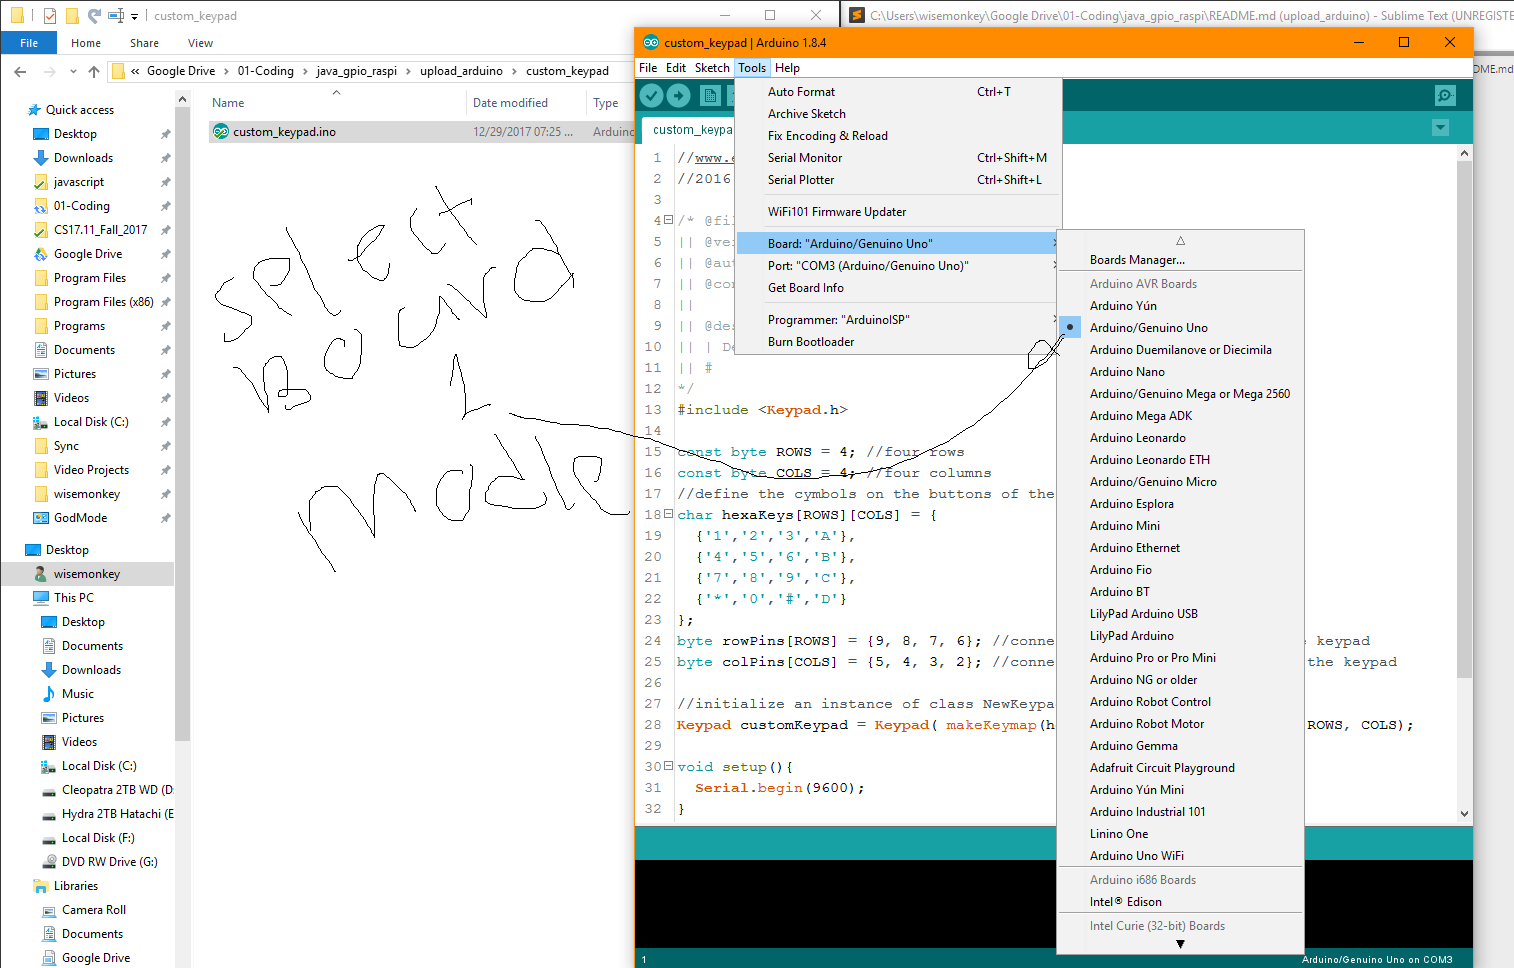 custom_keypad
File Home Share View
« Google Drive › 01-Coding › java_gpio_raspi › upload_arduino › custom_keypad
Name Date modified Type
custom_keypad.ino 12/29/2017 07:25 ... Arduino
Quick access
Desktop
Downloads
javascript
01-Coding
CS17.11_Fall_2017
Google Drive
Program Files
Program Files (x86)
Programs
Documents
Pictures
Videos
Local Disk (C:)
Sync
Video Projects
wisemonkey
GodMode
Desktop
wisemonkey
This PC
Desktop
Documents
Downloads
Music
Pictures
Videos
Local Disk (C:)
Cleopatra 2TB WD (D:
Hydra 2TB Hatachi (E
Local Disk (F:)
DVD RW Drive (G:)
Libraries
Camera Roll
Documents
Google Drive
select
Board
model
C:\Users\wisemonkey\Google Drive\01-Coding\java_gpio_raspi\README.md (upload_arduino) - Sublime Text (UNREGISTE
DME.md
custom_keypad | Arduino 1.8.4
File Edit Sketch Tools Help
custom_keypa
Auto Format Ctrl+T
Archive Sketch
Fix Encoding & Reload
Serial Monitor Ctrl+Shift+M
Serial Plotter Ctrl+Shift+L
WiFi101 Firmware Updater
Board: "Arduino/Genuino Uno"
Port: "COM3 (Arduino/Genuino Uno)"
Get Board Info
Programmer: "ArduinoISP"
Burn Bootloader
Boards Manager...
Arduino AVR Boards
Arduino Yún
Arduino/Genuino Uno
Arduino Duemilanove or Diecimila
Arduino Nano
Arduino/Genuino Mega or Mega 2560
Arduino Mega ADK
Arduino Leonardo
Arduino Leonardo ETH
Arduino/Genuino Micro
Arduino Esplora
Arduino Mini
Arduino Ethernet
Arduino Fio
Arduino BT
LilyPad Arduino USB
LilyPad Arduino
Arduino Pro or Pro Mini
Arduino NG or older
Arduino Robot Control
Arduino Robot Motor
Arduino Gemma
Adafruit Circuit Playground
Arduino Yún Mini
Arduino Industrial 101
Linino One
Arduino Uno WiFi
Arduino i686 Boards
Intel® Edison
Intel Curie (32-bit) Boards
1 //www.e
2 //2016
3
4 /* @fil
5 || @ve
6 || @au
7 || @co
8 ||
9 || @des
10 || | D
11 || #
12 */
13 #include <Keypad.h>
14
15 const byte ROWS = 4; //four rows
16 const byte COLS = 4; //four columns
17 //define the cymbols on the buttons of the
18 char hexaKeys[ROWS][COLS] = {
19 {'1','2','3','A'},
20 {'4','5','6','B'},
21 {'7','8','9','C'},
22 {'*','0','#','D'}
23 };
24 byte rowPins[ROWS] = {9, 8, 7, 6}; //conne keypad
25 byte colPins[COLS] = {5, 4, 3, 2}; //conne the keypad
26
27 //initialize an instance of class NewKeypa
28 Keypad customKeypad = Keypad( makeKeymap(h ROWS, COLS);
29
30 void setup(){
31 Serial.begin(9600);
32 }
1 Arduino/Genuino Uno on COM3